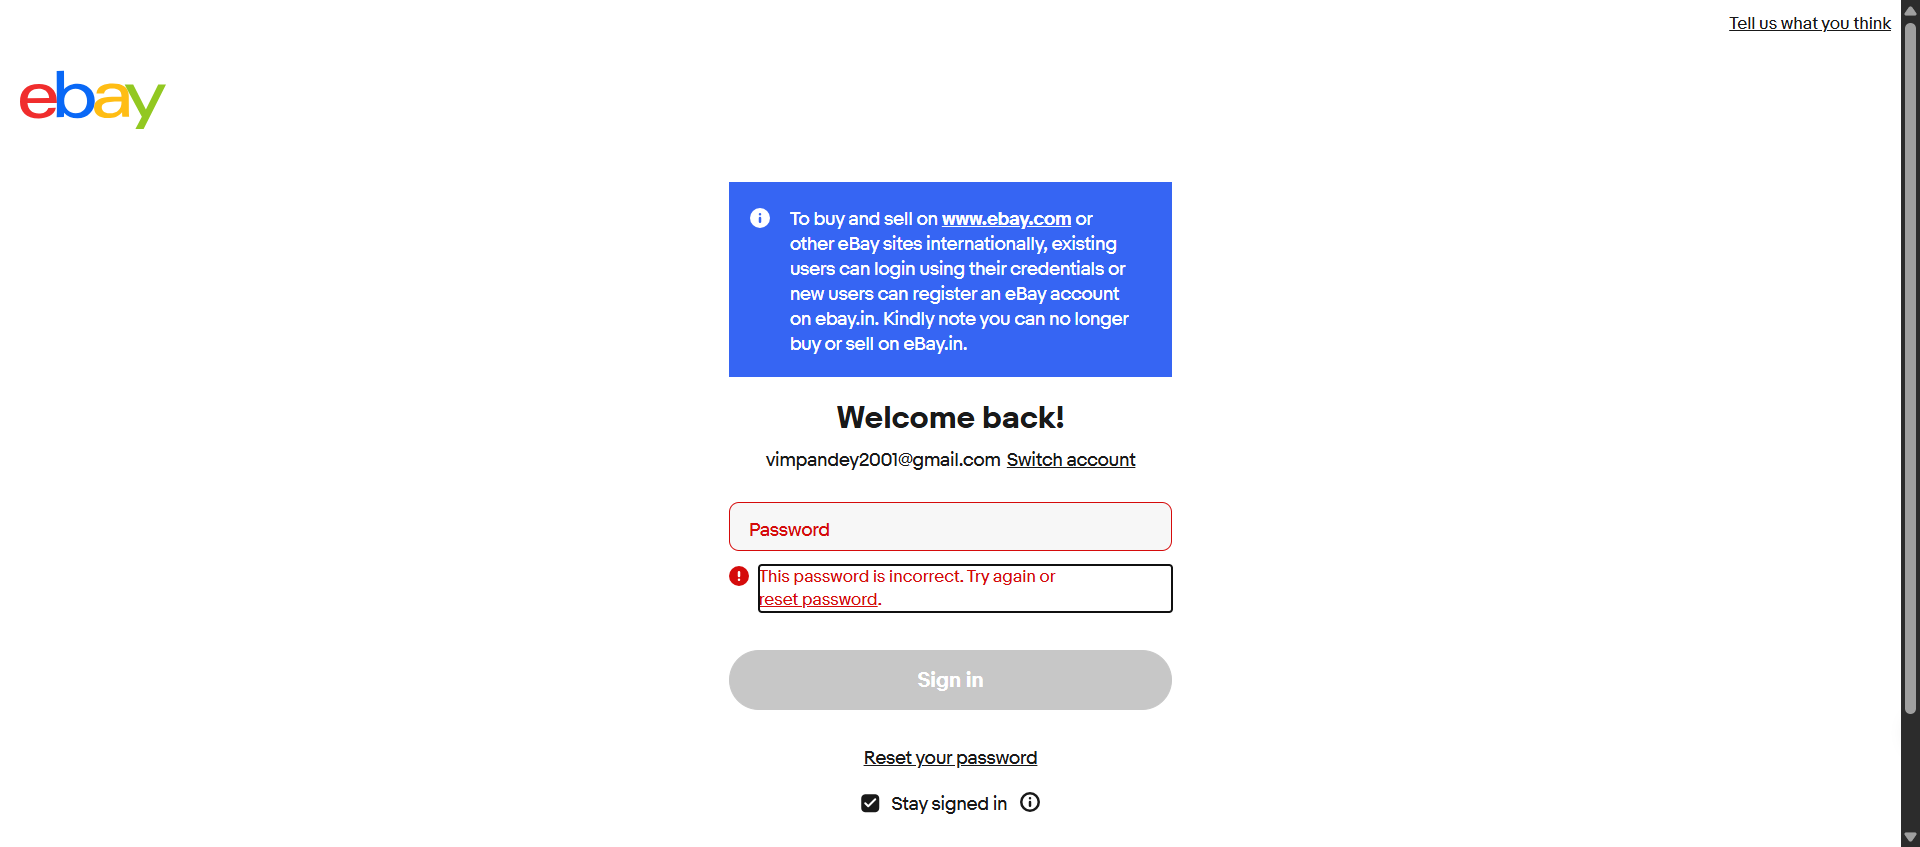 Tell us what you think
ebay
To buy and sell on www.ebay.com or
other eBay sites internationally, existing
users can login using their credentials or
new users can register an eBay account
on ebay.in. Kindly note you can no longer
buy or sell on eBay.in.
Welcome back!
vimpandey2001@gmail.com Switch account
Password
This password is incorrect. Try again or
reset password.
Sign in
Reset your password
Stay signed in